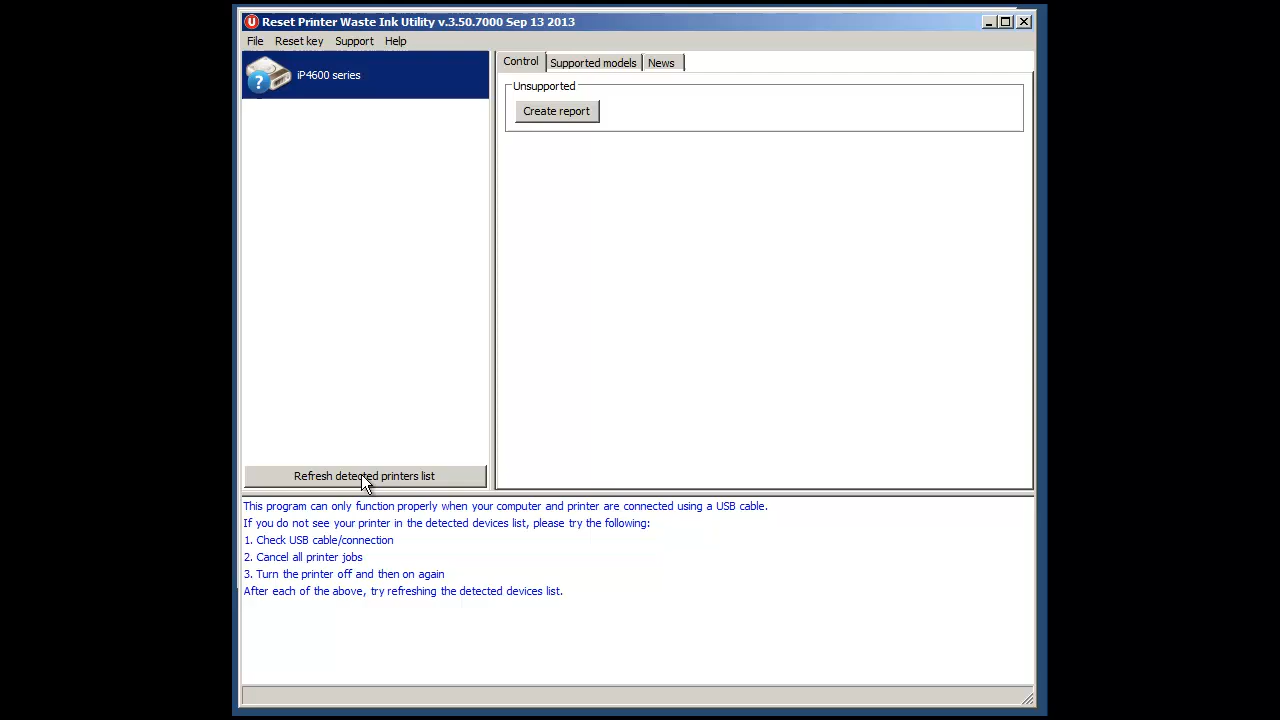 Reset Printer Waste Ink Utility v.3.50.7000 Sep 13 2013
File Reset key Support Help
iP4600 series
Control Supported models News
Unsupported
Create report
Refresh detected printers list
This program can only function properly when your computer and printer are connected using a USB cable.
If you do not see your printer in the detected devices list, please try the following:
1. Check USB cable/connection
2. Cancel all printer jobs
3. Turn the printer off and then on again
After each of the above, try refreshing the detected devices list.